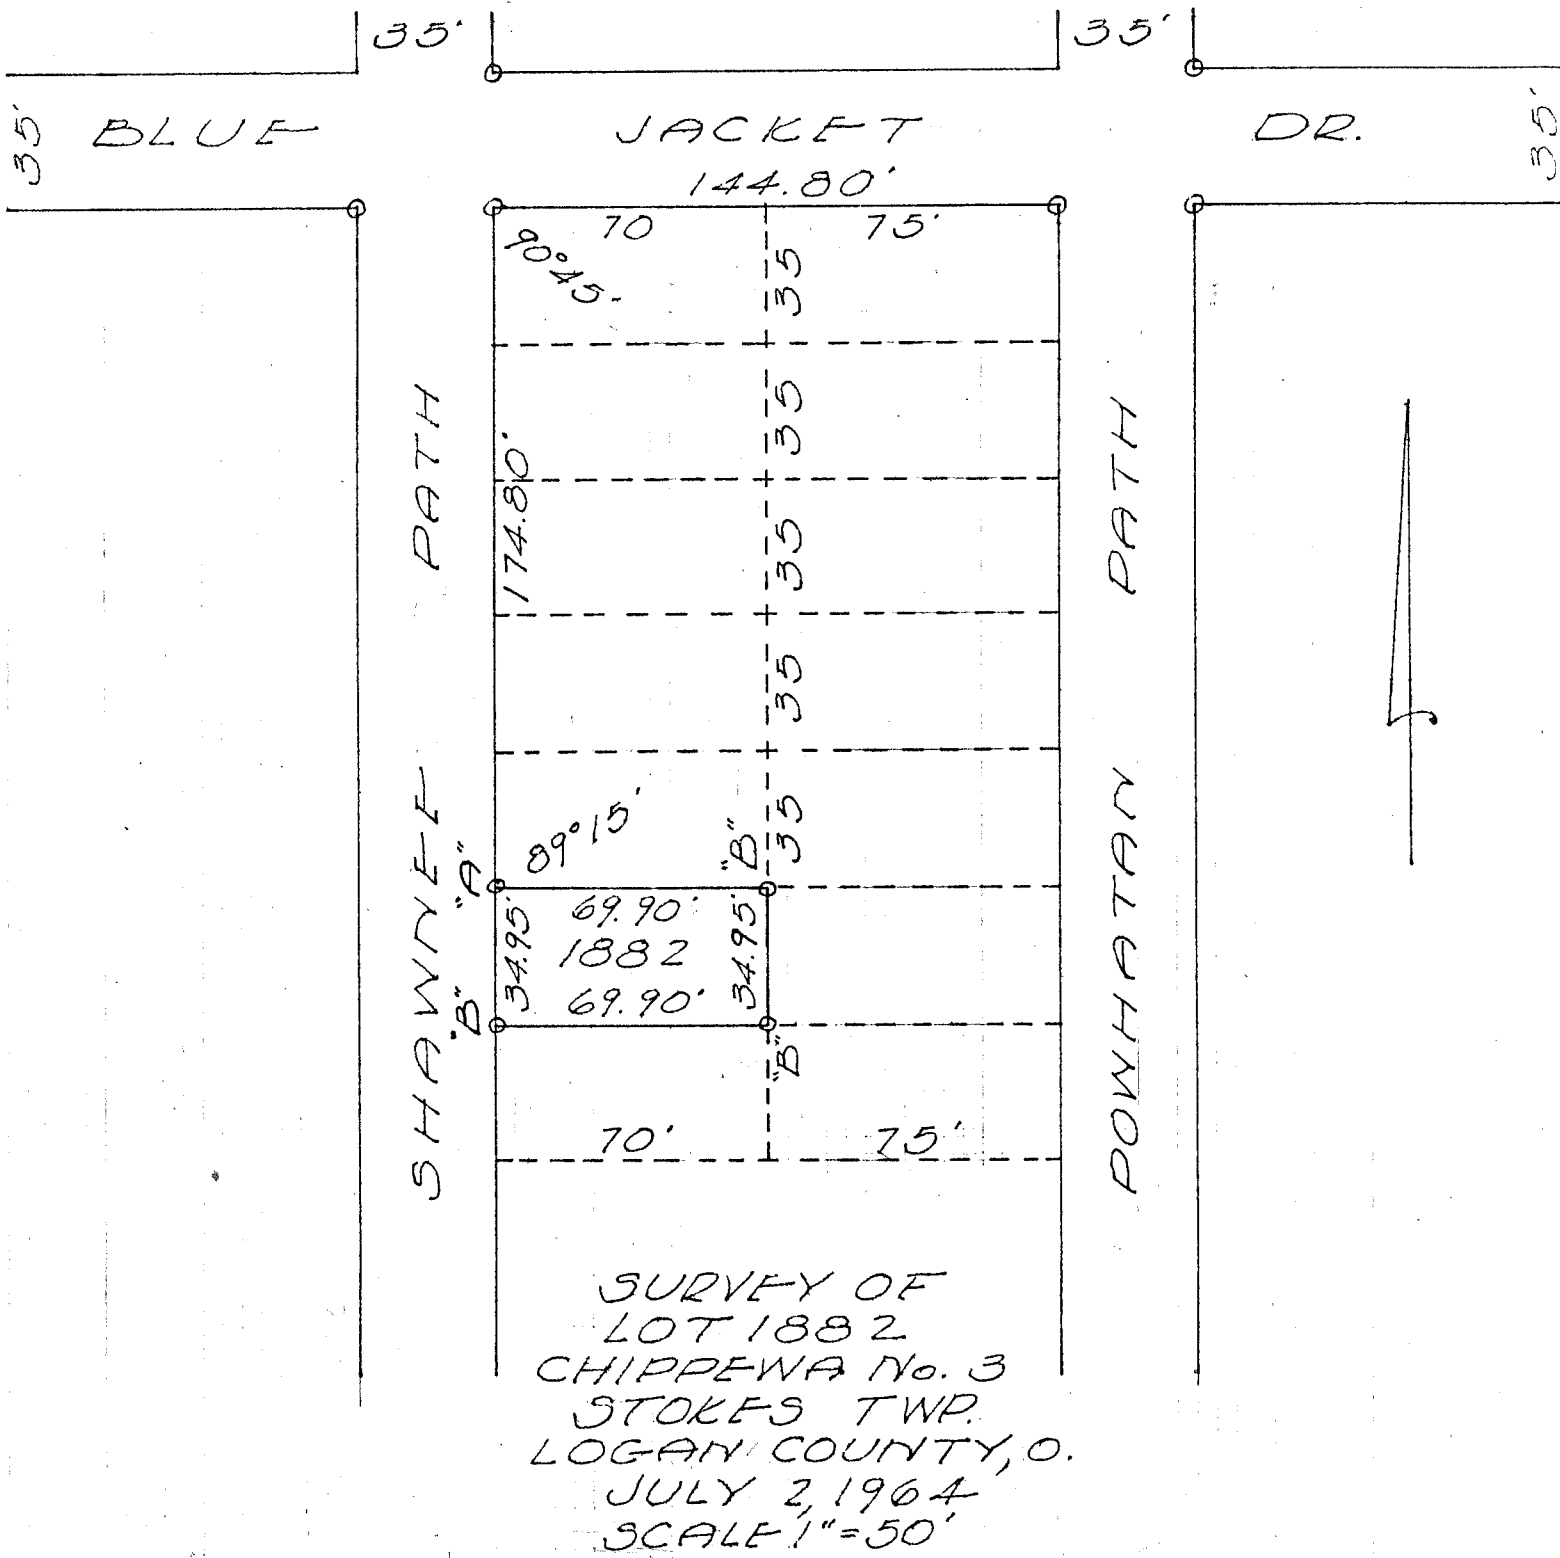 35' 35'
35' BLUE JACKET DR. 35'
144.80'
70 75'
90°45'
35
35
174.80'
35
35
35
SHAWNEE PATH
POWHATAN PATH
89°15'
"A" "B"
69.90'
34.95' 1882 34.95'
69.90'
"B" "B"
70' 75'
SURVEY OF
LOT 1882
CHIPPEWA No. 3
STOKES TWP.
LOGAN COUNTY, O.
JULY 2, 1964
SCALE 1"=50'